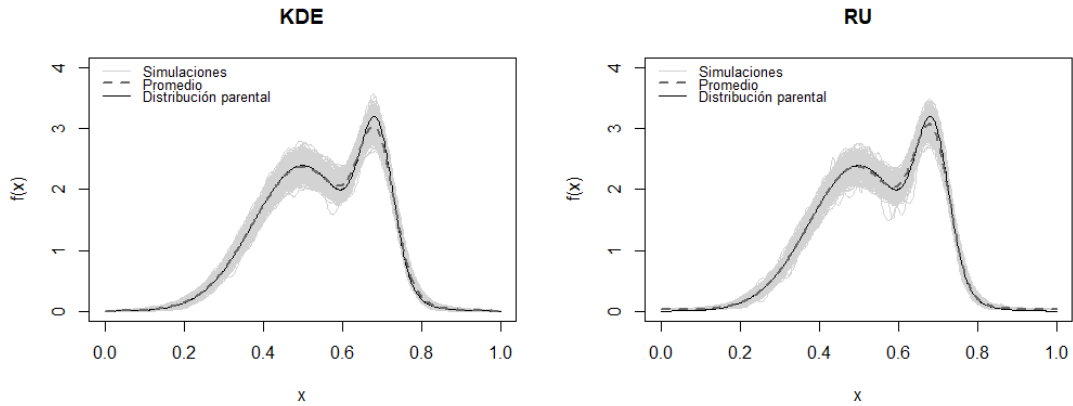 KDE
Simulaciones
Promedio
Distribución parental
f(x)
4
3
2
1
0
0.0 0.2 0.4 0.6 0.8 1.0
x
RU
Simulaciones
Promedio
Distribución parental
f(x)
4
3
2
1
0
0.0 0.2 0.4 0.6 0.8 1.0
x